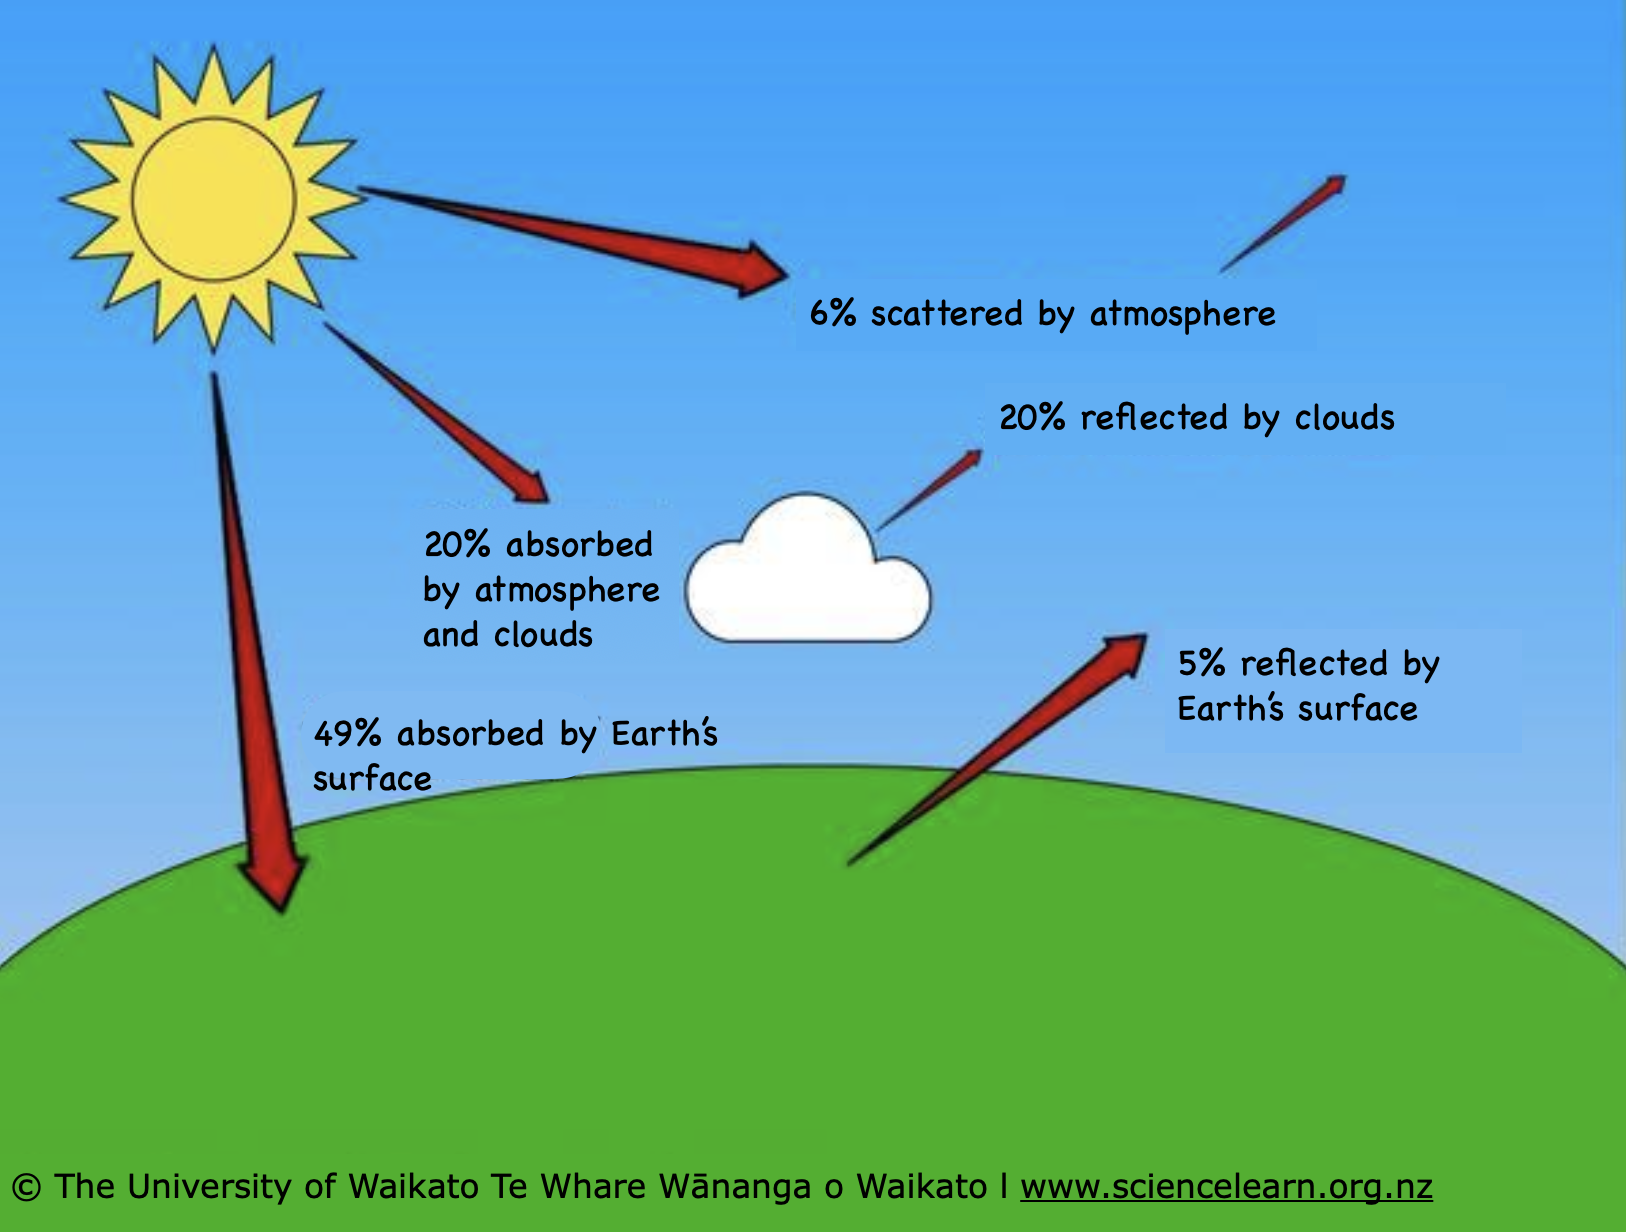 6% scattered by atmosphere
20% reflected by clouds
20% absorbed
by atmosphere
and clouds
5% reflected by
Earth's surface
49% absorbed by Earth's
surface
© The University of Waikato Te Whare Wānanga o Waikato l www.sciencelearn.org.nz